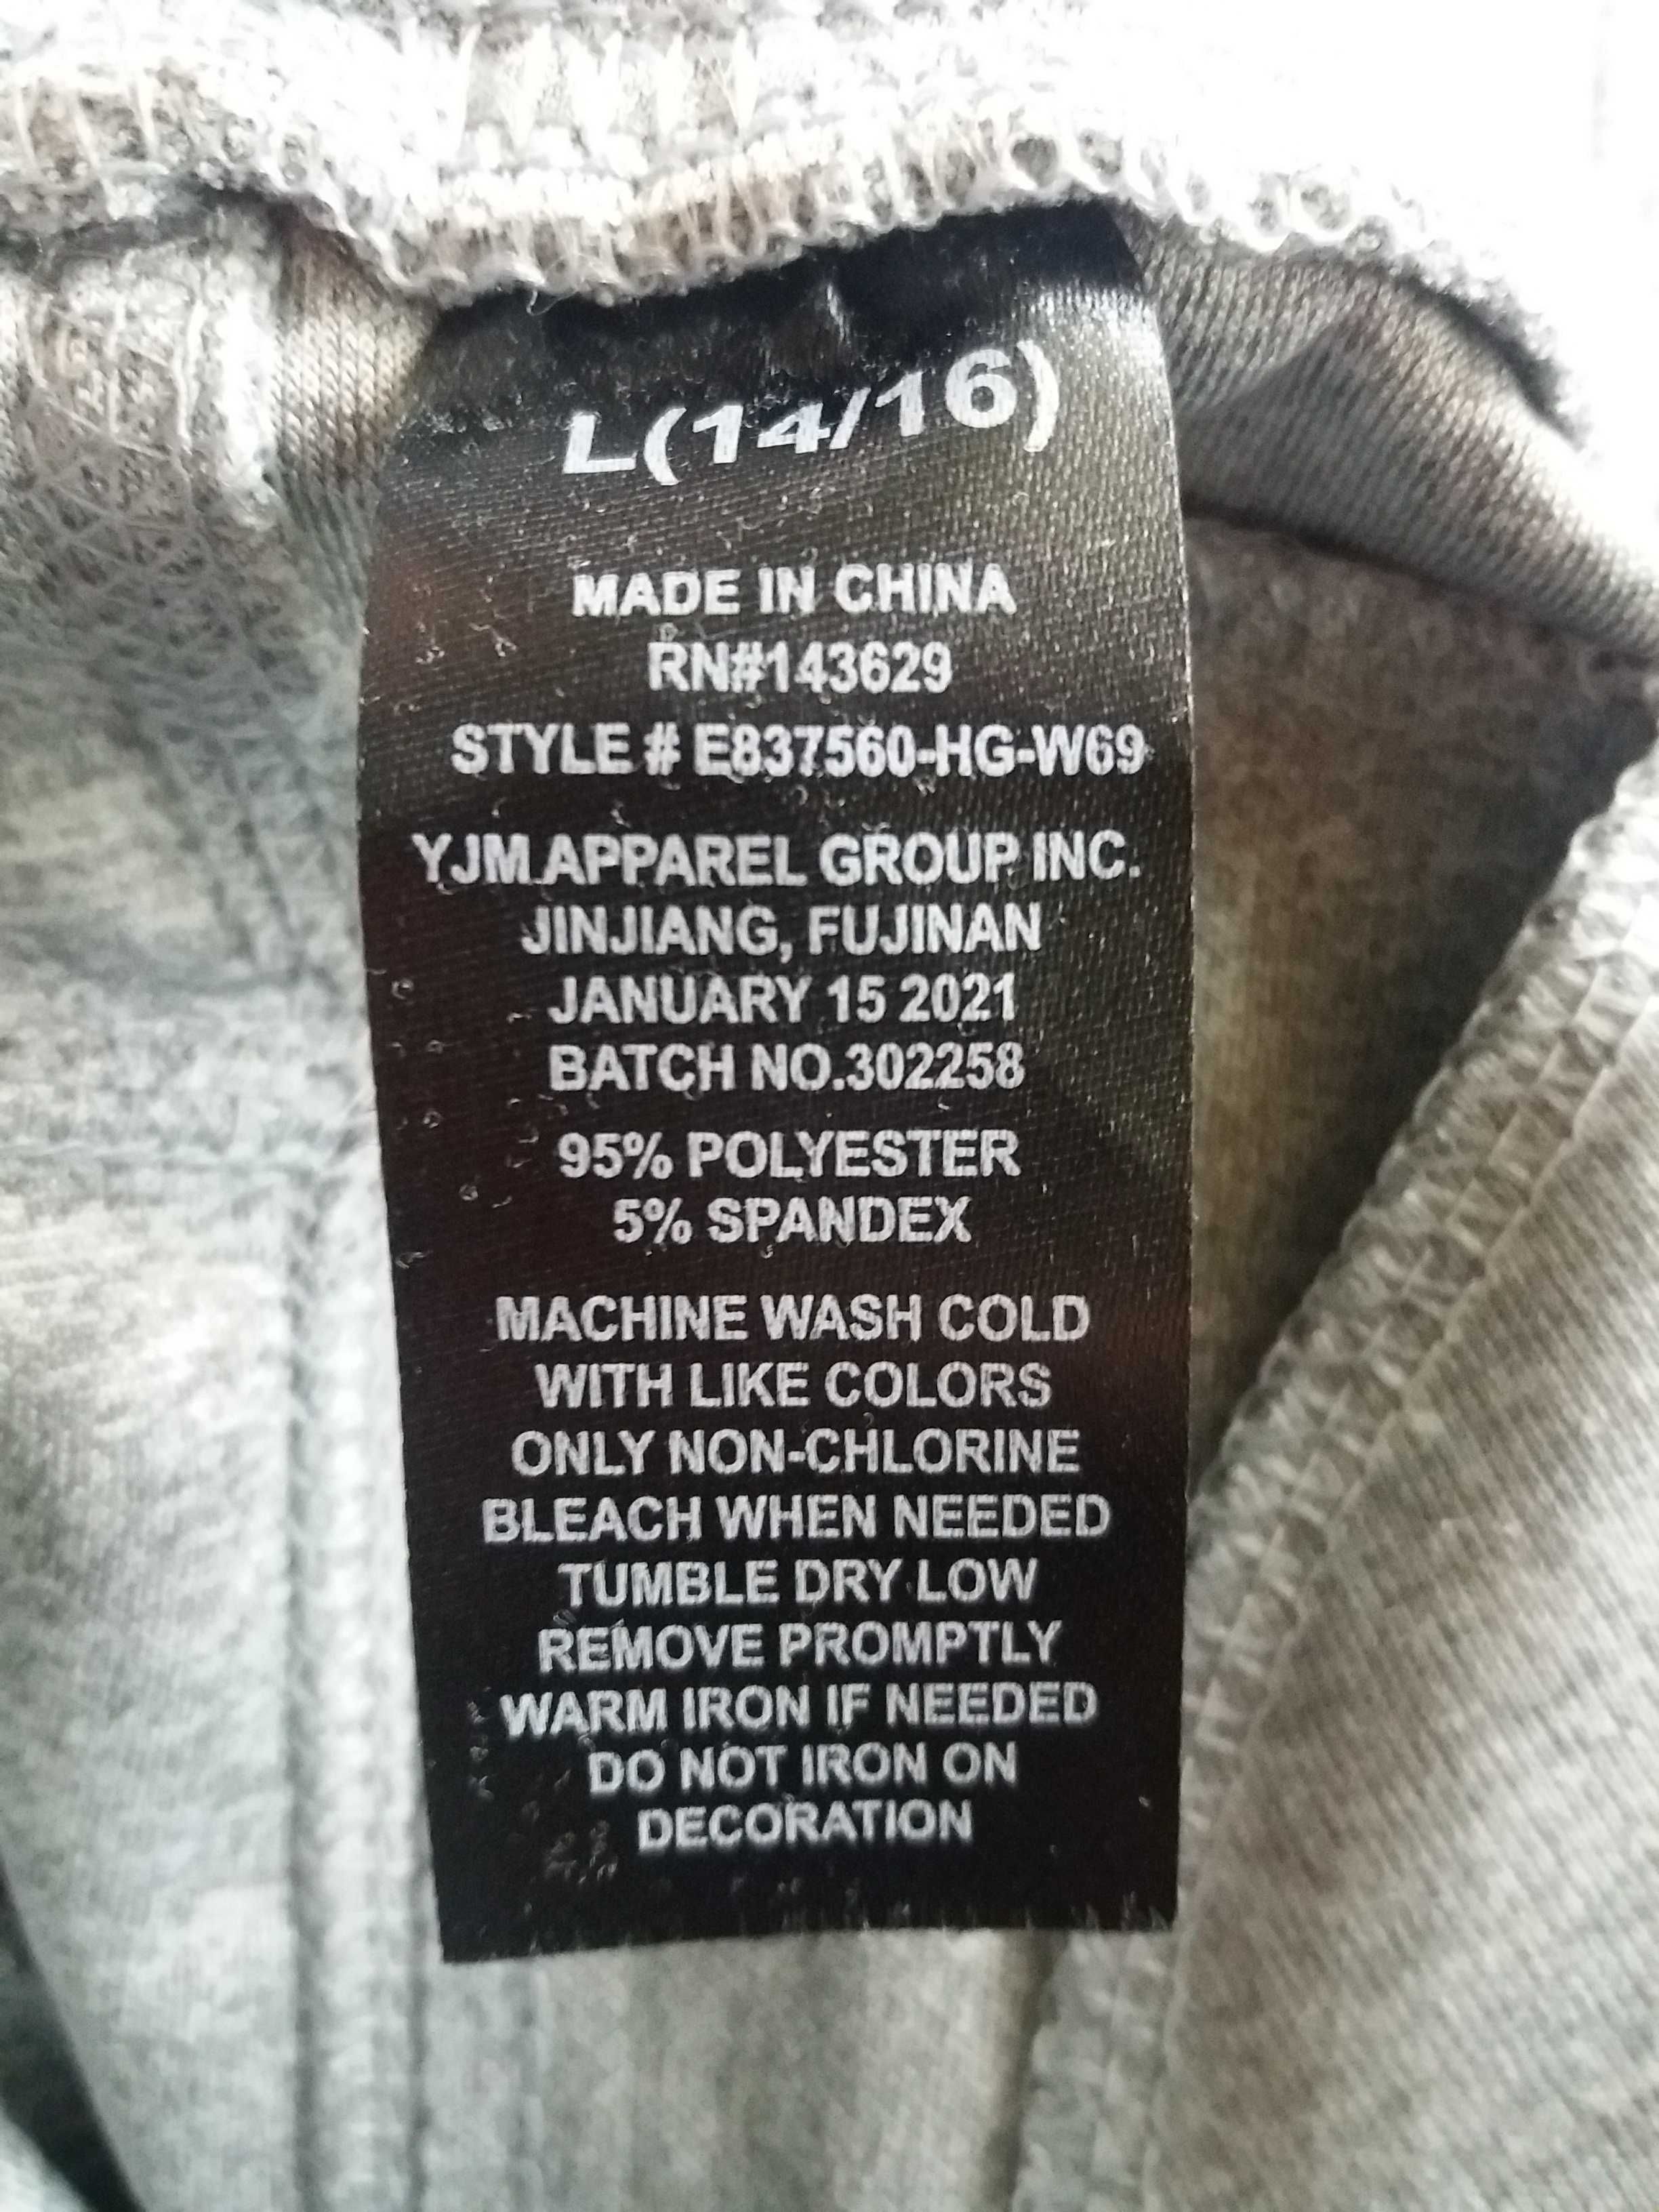 L(14/16)
MADE IN CHINA
RN#143629
STYLE # E837560-HG-W69
YJM APPAREL GROUP INC.
JINJIANG, FUJINAN
JANUARY 15 2021
BATCH NO.302258
95% POLYESTER
5% SPANDEX
MACHINE WASH COLD
WITH LIKE COLORS
ONLY NON-CHLORINE
BLEACH WHEN NEEDED
TUMBLE DRY LOW
REMOVE PROMPTLY
WARM IRON IF NEEDED
DO NOT IRON ON
DECORATION